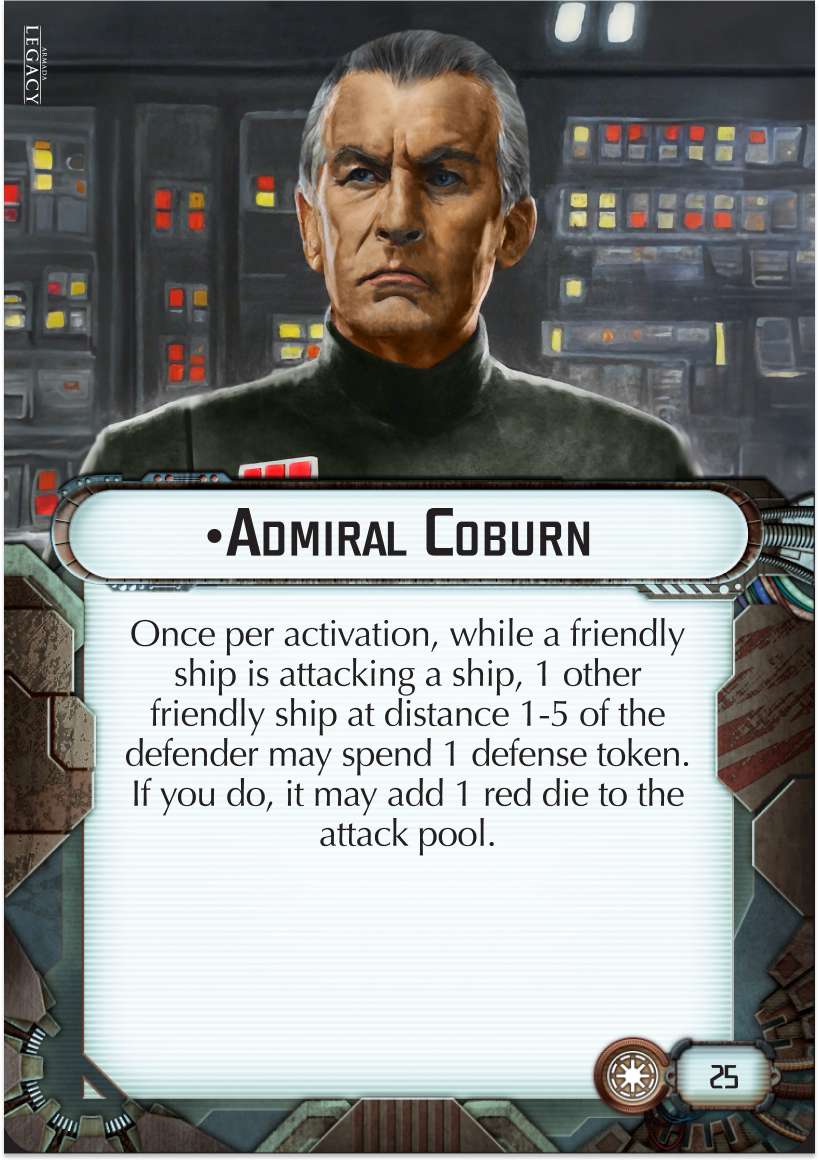 ARMADA
LEGACY
•Admiral Coburn
Once per activation, while a friendly
ship is attacking a ship, 1 other
friendly ship at distance 1-5 of the
defender may spend 1 defense token.
If you do, it may add 1 red die to the
attack pool.
25